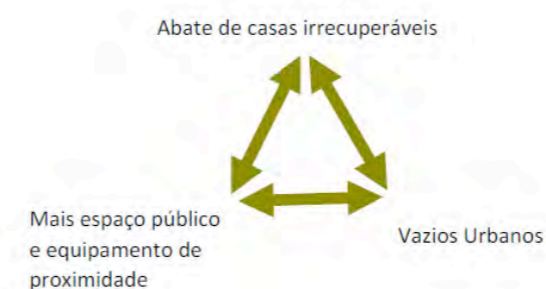 Abate de casas irrecuperáveis
Mais espaço público
e equipamento de
proximidade
Vazios Urbanos